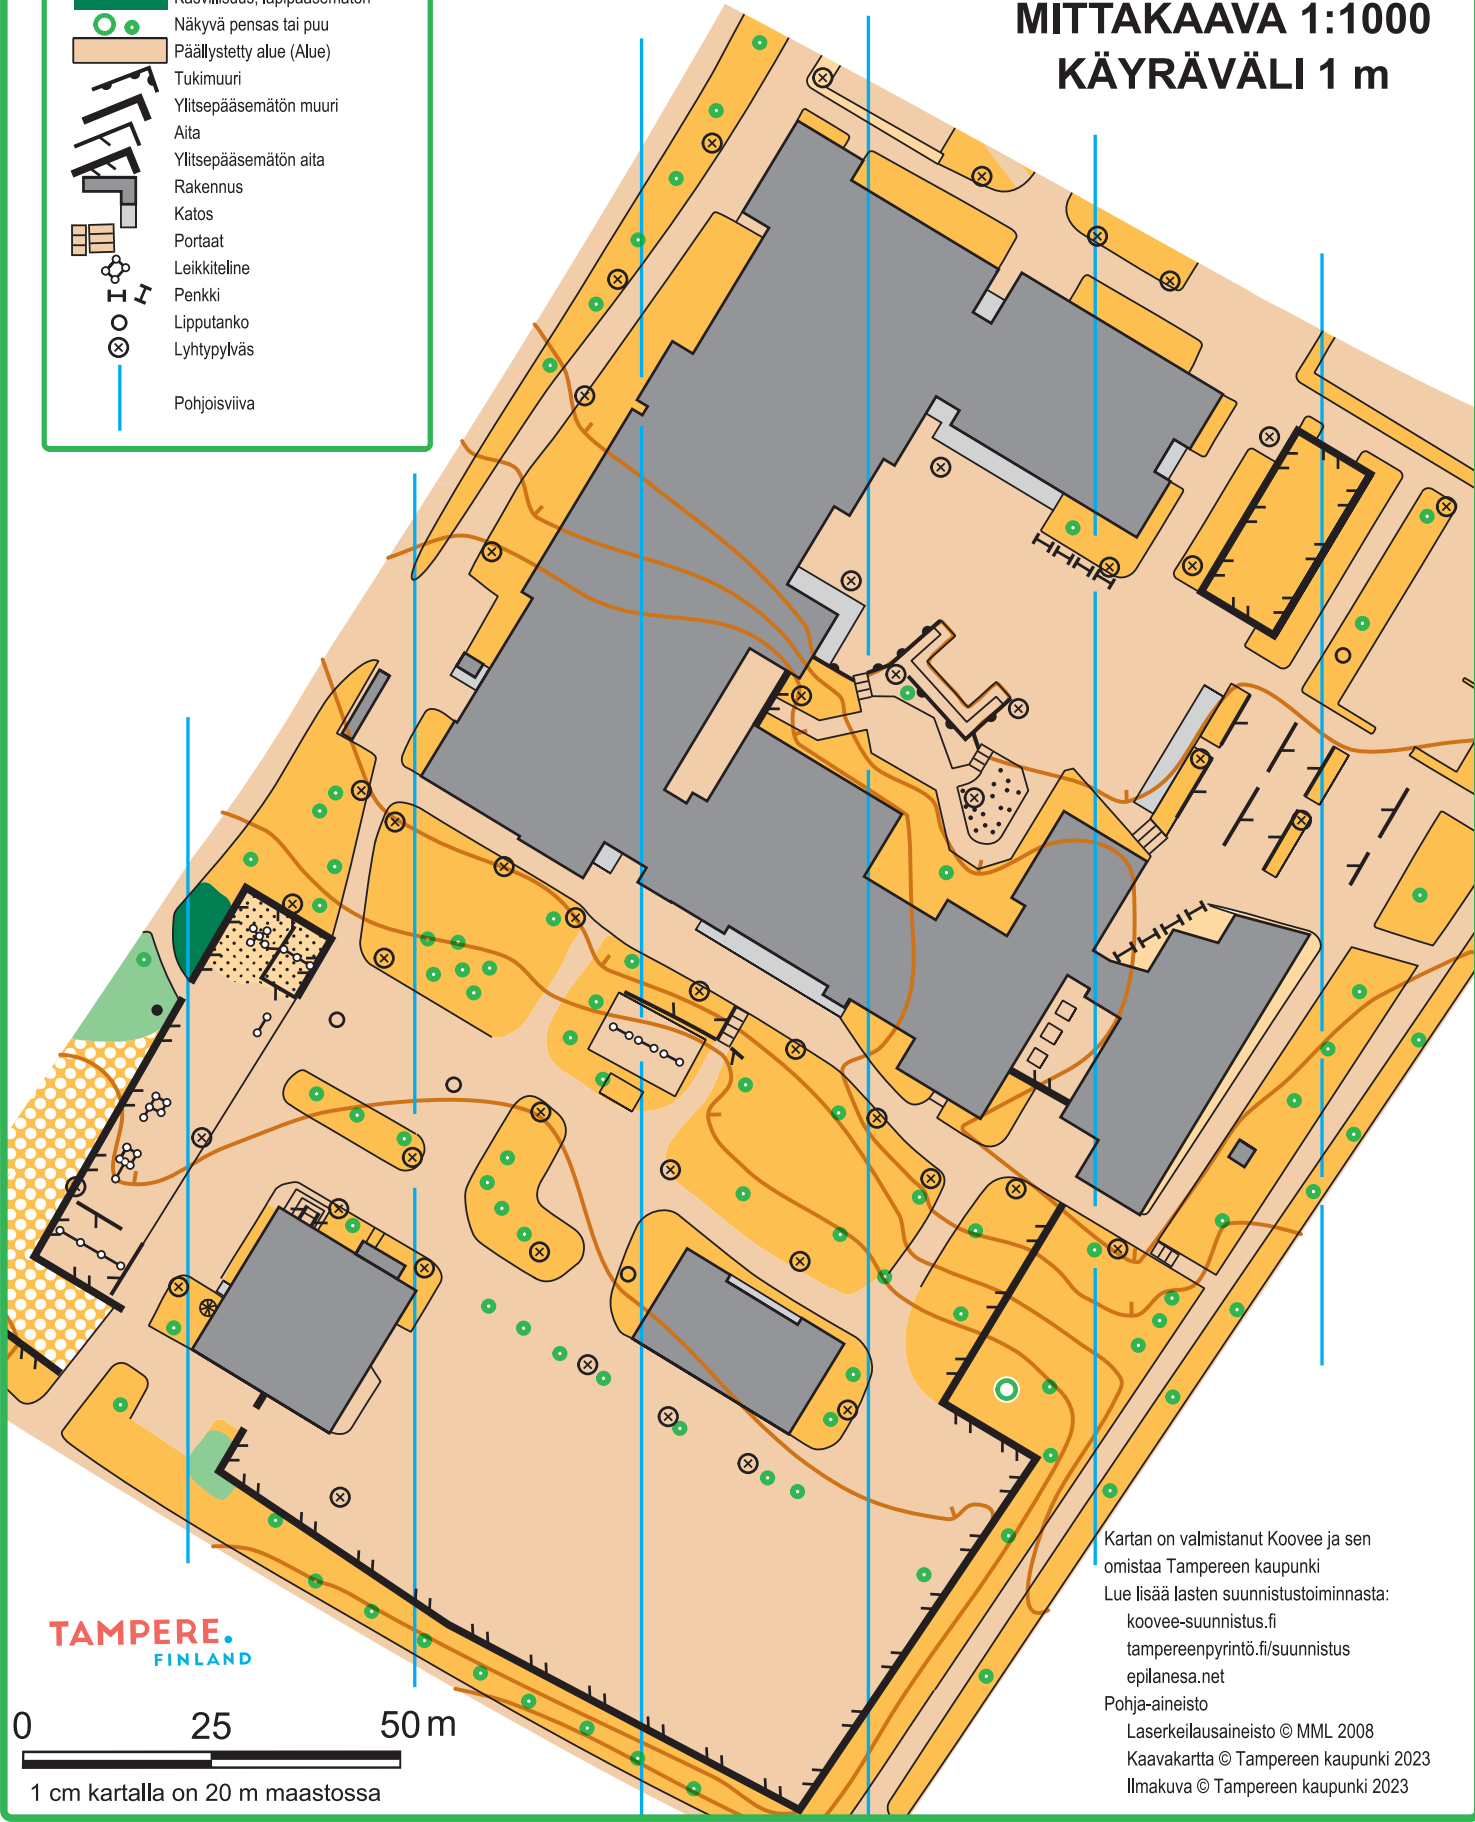 Kasvillisuus, läpipääsemätön
Näkyvä pensas tai puu
Päällystetty alue (Alue)
Tukimuuri
Ylitsepääsemätön muuri
Aita
Ylitsepääsemätön aita
Rakennus
Katos
Portaat
Leikkiteline
Penkki
Lipputanko
Lyhtypylväs
Pohjoisviiva
MITTAKAAVA 1:1000
KÄYRÄVÄLI 1 m
Kartan on valmistanut Koovee ja sen
omistaa Tampereen kaupunki
Lue lisää lasten suunnistustoiminnasta:
koovee-suunnistus.fi
tampereenpyrintö.fi/suunnistus
epilanesa.net
Pohja-aineisto
Laserkeilausaineisto © MML 2008
Kaavakartta © Tampereen kaupunki 2023
Ilmakuva © Tampereen kaupunki 2023
TAMPERE.
FINLAND
0 25 50 m
1 cm kartalla on 20 m maastossa